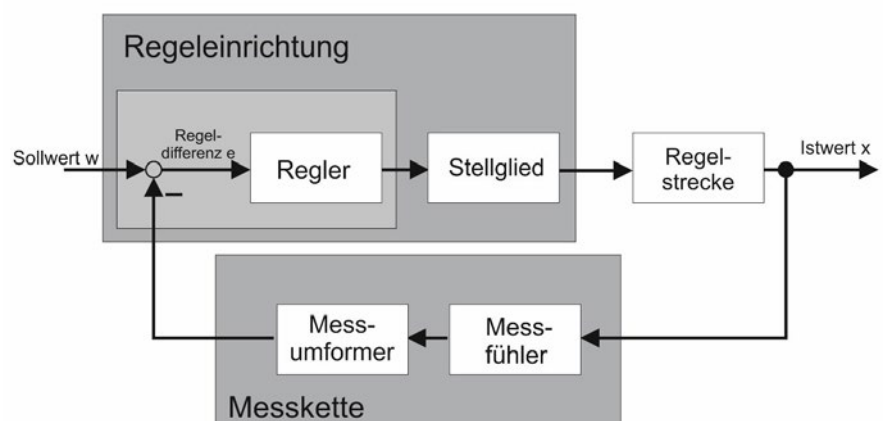 Regeleinrichtung
Sollwert w
Regel-
differenz e
Regler
Stellglied
Regel-
strecke
Istwert x
Mess-
umformer
Mess-
fühler
Messkette